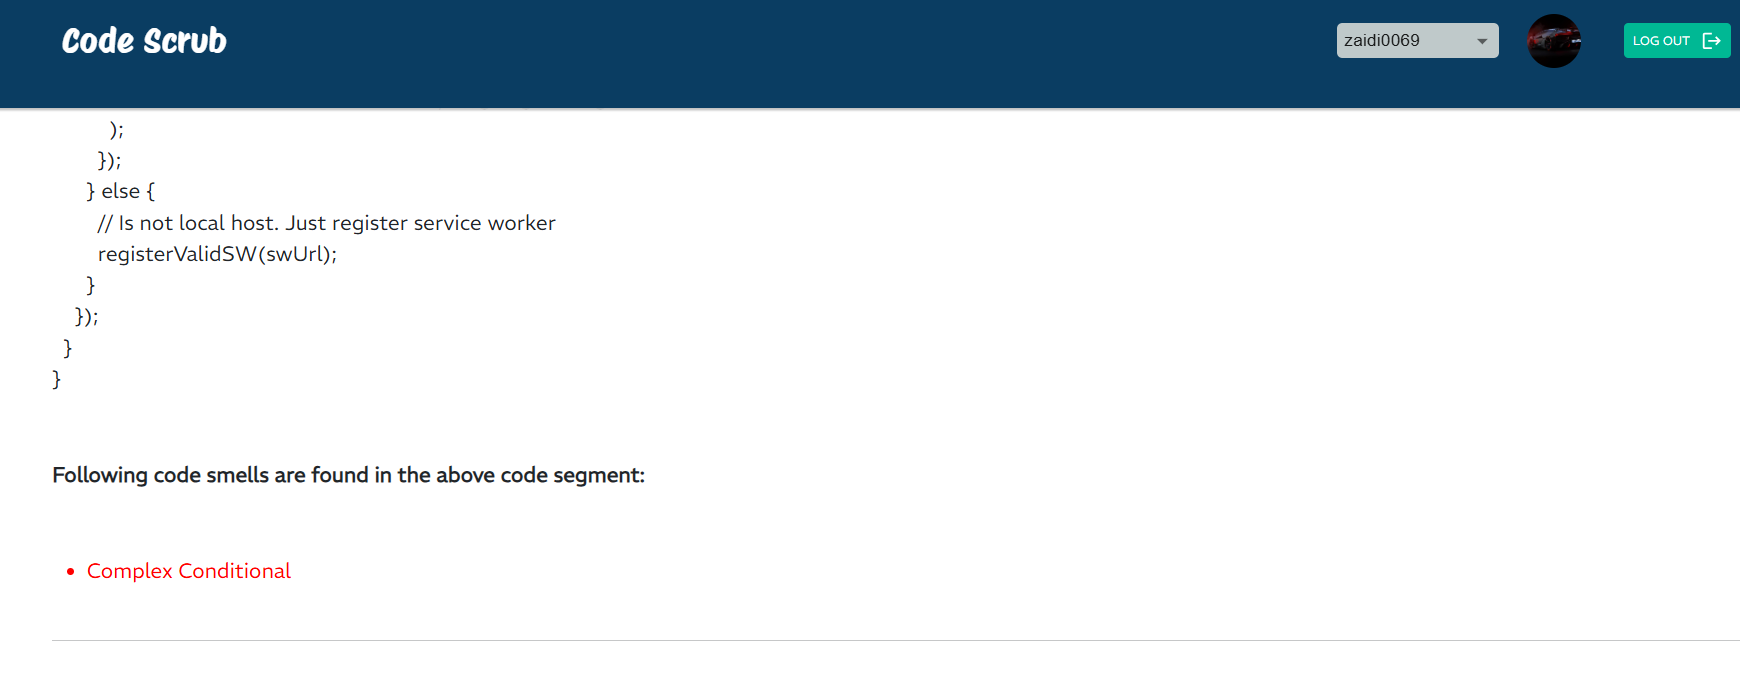 Code Scrub
zaidi0069
LOG OUT
);
});
} else {
// Is not local host. Just register service worker
registerValidSW(swUrl);
}
});
}
}
Following code smells are found in the above code segment:
Complex Conditional